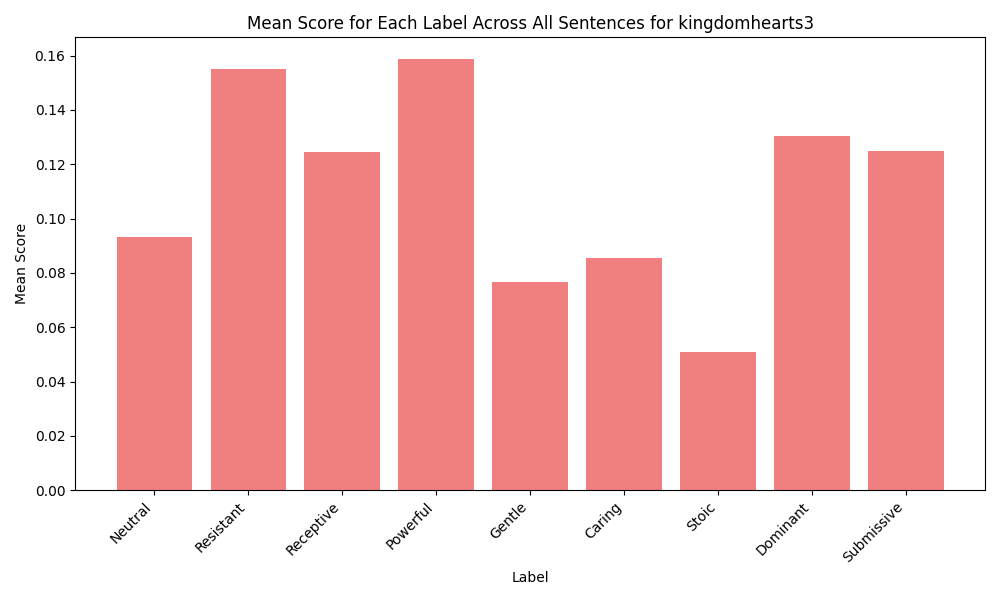 Mean Score for Each Label Across All Sentences for kingdomhearts3
0.16
0.14
0.12
0.10
0.08
0.06
0.04
0.02
0.00
Mean Score
Neutral
Resistant
Receptive
Powerful
Gentle
Caring
Stoic
Dominant
Submissive
Label